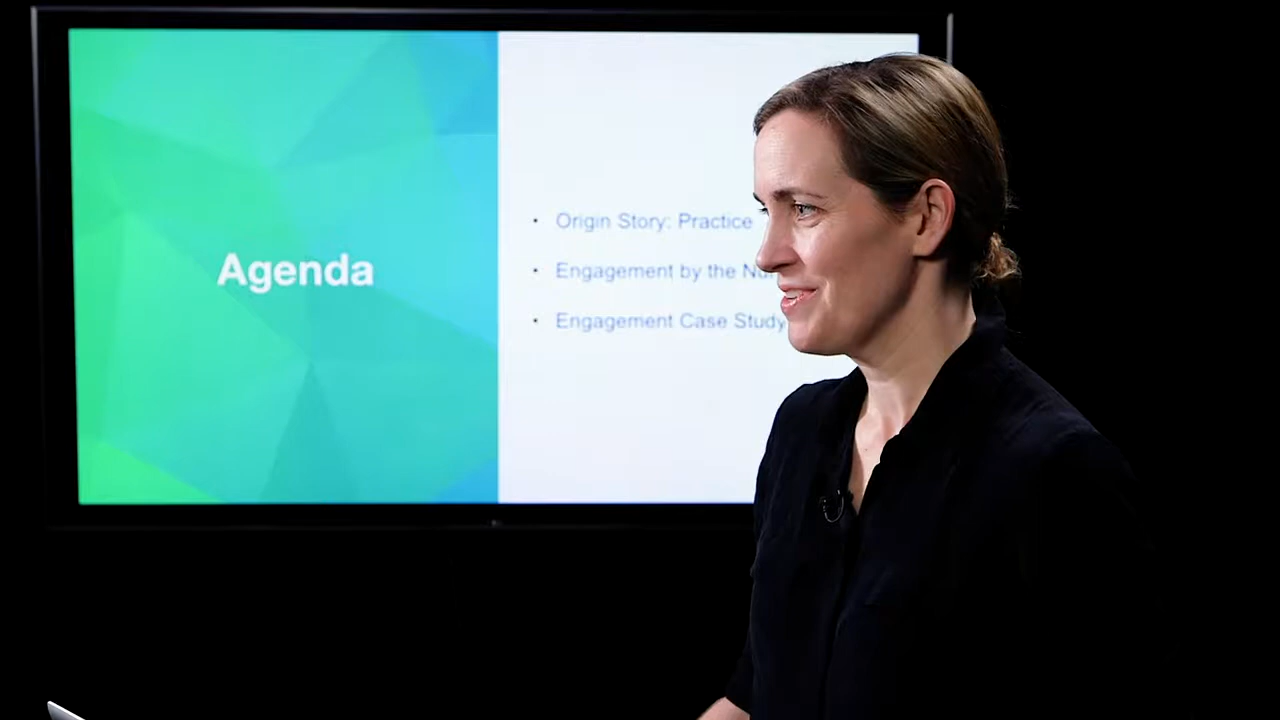 Agenda
• Origin Story: Practice
• Engagement by the
• Engagement Case Study